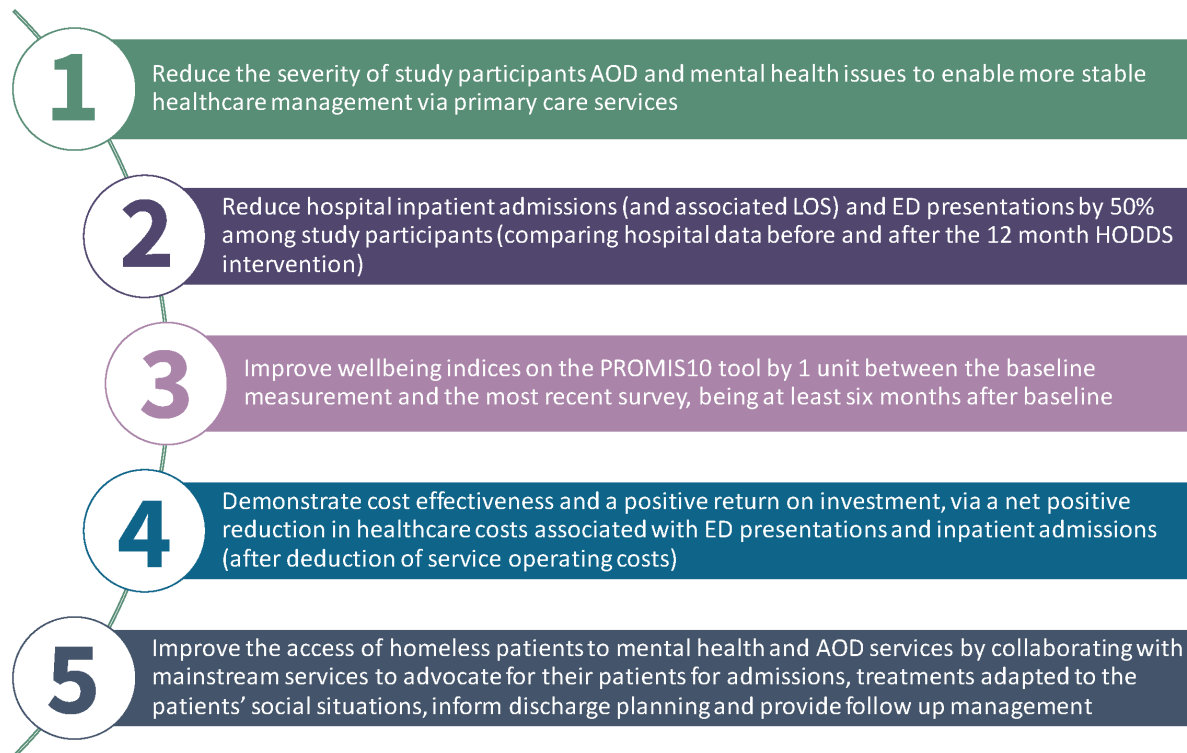 1
Reduce the severity of study participants AOD and mental health issues to enable more stable
healthcare management via primary care services
2
Reduce hospital inpatient admissions (and associated LOS) and ED presentations by 50%
among study participants (comparing hospital data before and after the 12 month HODDS
intervention)
3
Improve wellbeing indices on the PROMIS10 tool by 1 unit between the baseline
measurement and the most recent survey, being at least six months after baseline
4
Demonstrate cost effectiveness and a positive return on investment, via a net positive
reduction in healthcare costs associated with ED presentations and inpatient admissions
(after deduction of service operating costs)
5
Improve the access of homeless patients to mental health and AOD services by collaborating with
mainstream services to advocate for their patients for admissions, treatments adapted to the
patients’ social situations, inform discharge planning and provide follow up management